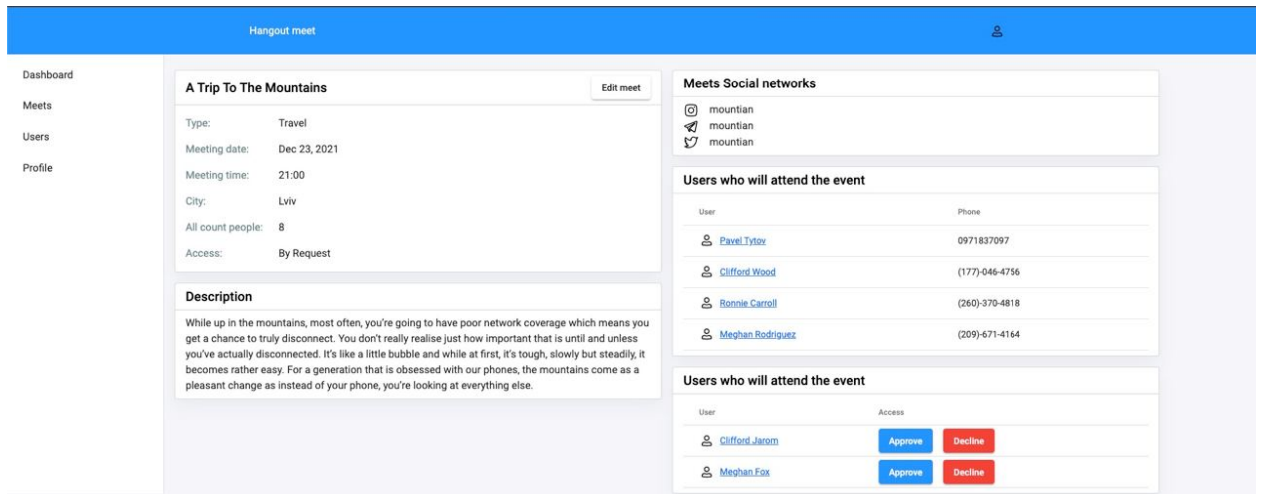 Hangout meet
Dashboard
Meets
Users
Profile
A Trip To The Mountains
Edit meet
Type: Travel
Meeting date: Dec 23, 2021
Meeting time: 21:00
City: Lviv
All count people: 8
Access: By Request
Description
While up in the mountains, most often, you're going to have poor network coverage which means you
get a chance to truly disconnect. You don't really realise just how important that is until and unless
you've actually disconnected. It's like a little bubble and while at first, it's tough, slowly but steadily, it
becomes rather easy. For a generation that is obsessed with our phones, the mountains come as a
pleasant change as instead of your phone, you're looking at everything else.
Meets Social networks
mountian
mountian
mountian
Users who will attend the event
User Phone
Pavel Tytov 0971837097
Clifford Wood (177)-046-4756
Ronnie Carroll (260)-370-4818
Meghan Rodriguez (209)-671-4164
Users who will attend the event
User Access
Clifford Jarom Approve Decline
Meghan Fox Approve Decline